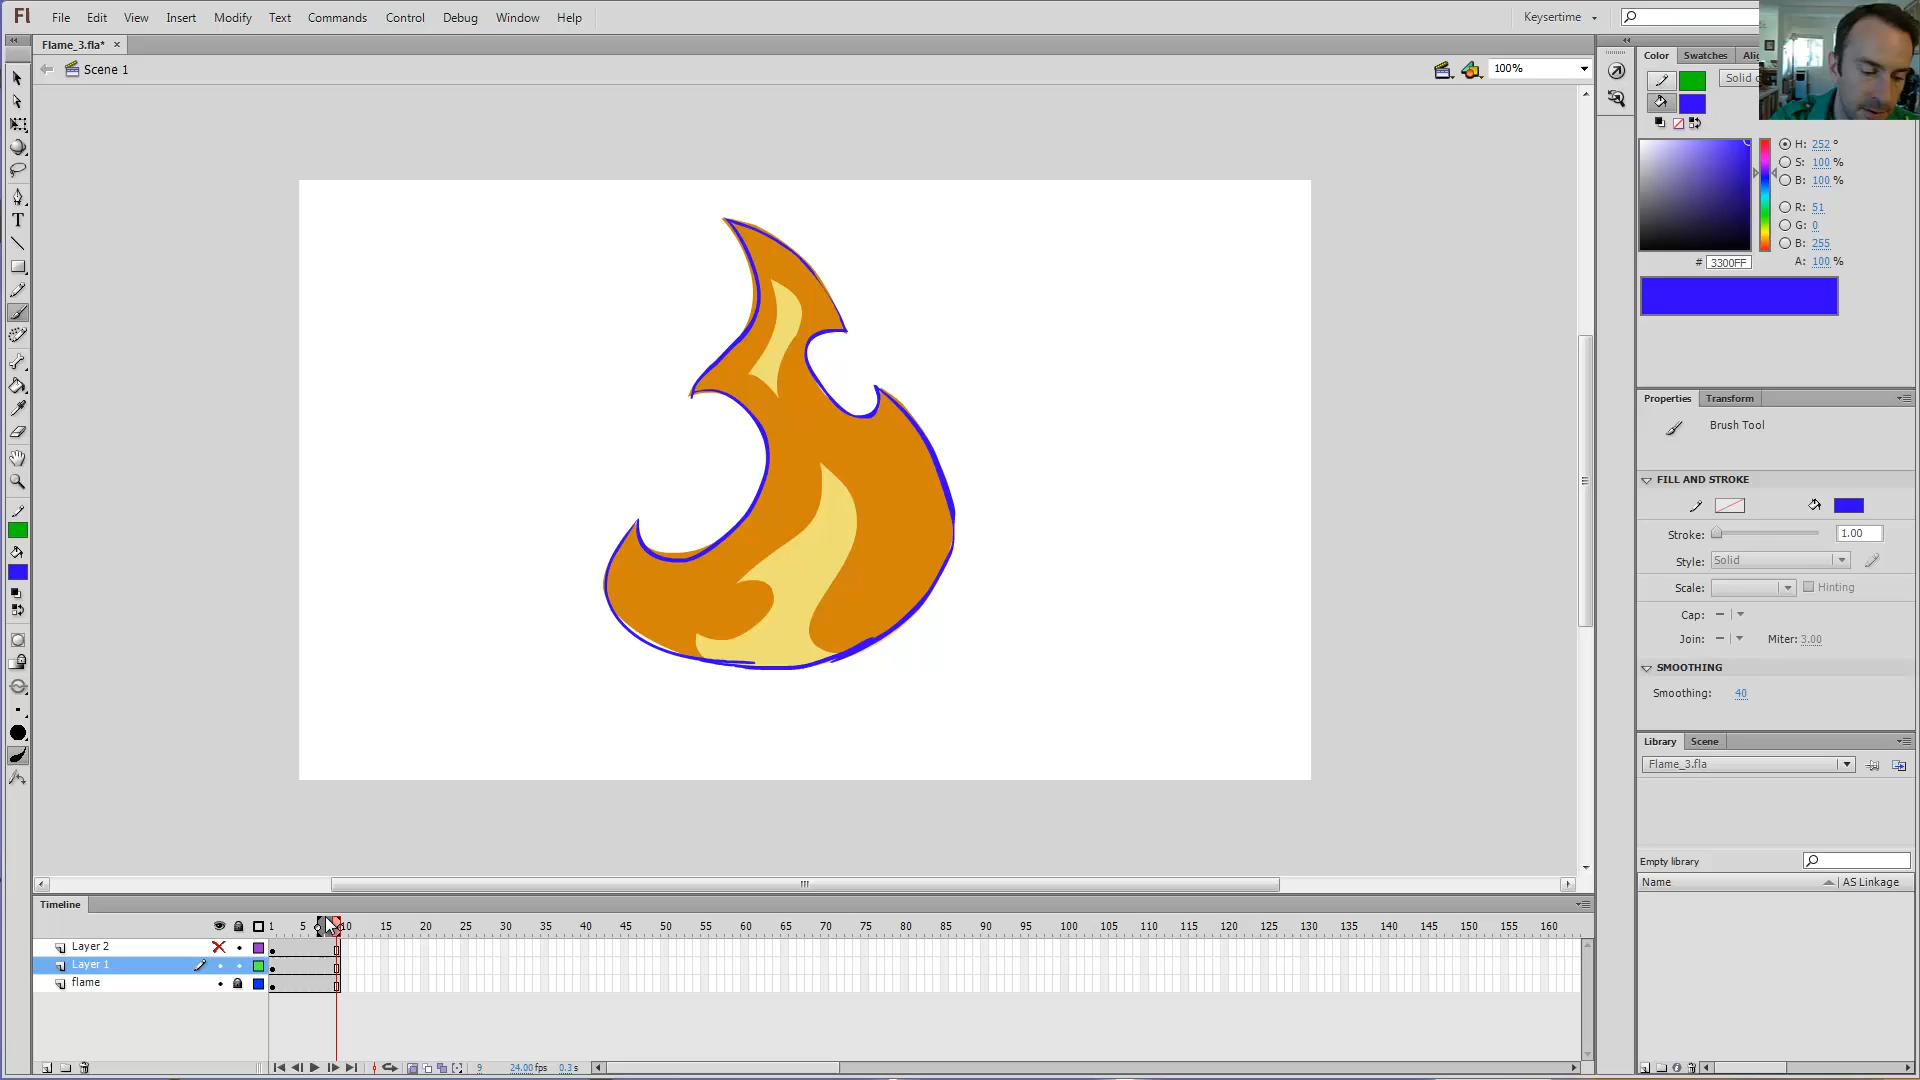 Fl File Edit View Insert Modify Text Commands Control Debug Window Help Keysertime
Flame_3.fla* ×
Scene 1 100%
Color Swatches Ali
Solid c
H: 252 °
S: 100 %
B: 100 %
R: 51
G: 0
B: 255
# 3300FF A: 100 %
Properties Transform
Brush Tool
FILL AND STROKE
Stroke: 1.00
Style: Solid
Scale: Hinting
Cap:
Join: Miter: 3.00
SMOOTHING
Smoothing: 40
Library Scene
Flame_3.fla
Empty library
Name AS Linkage
Timeline
1 5 10 15 20 25 30 35 40 45 50 55 60 65 70 75 80 85 90 95 100 105 110 115 120 125 130 135 140 145 150 155 160
Layer 2
Layer 1
flame
9 24.00 fps 0.3 s